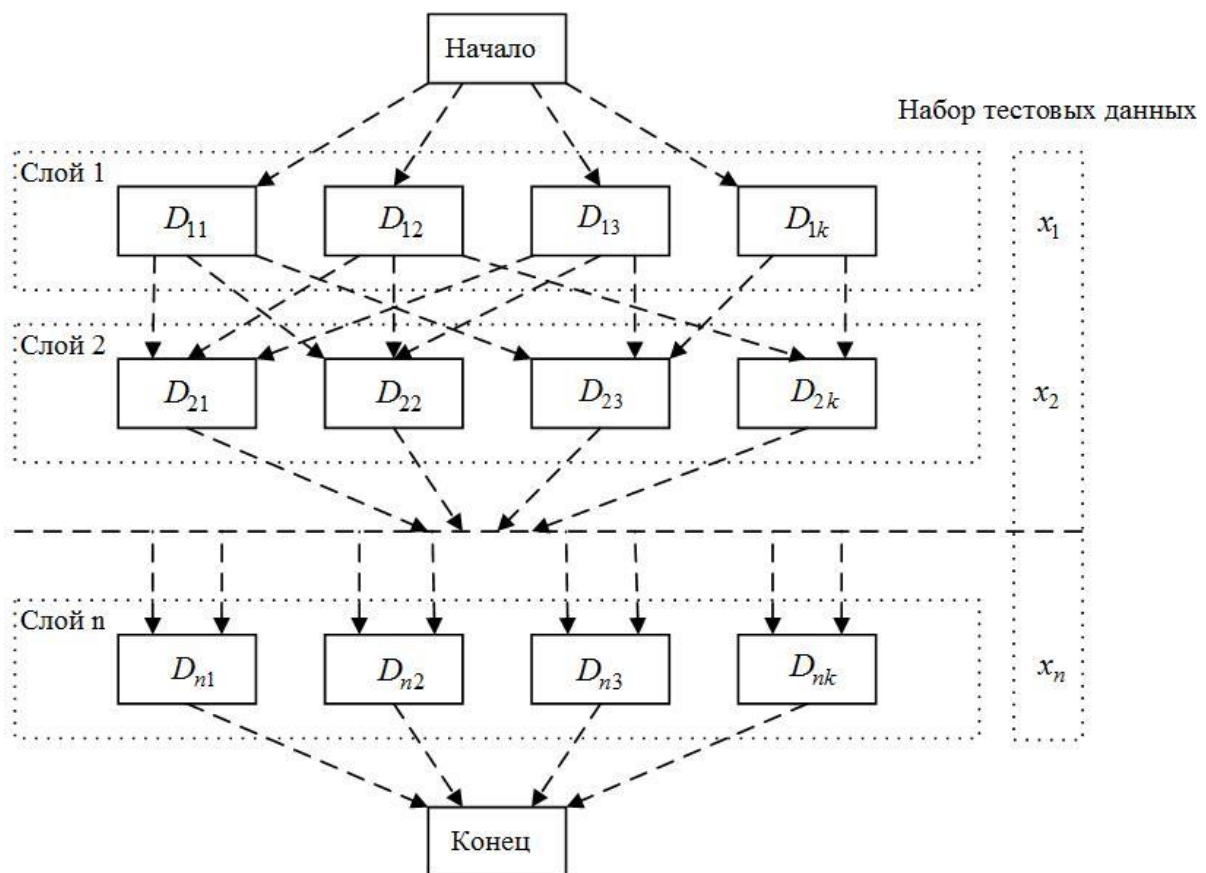 Начало
Набор тестовых данных
Слой 1
D₁₁ D₁₂ D₁₃ D₁ₖ x₁
Слой 2
D₂₁ D₂₂ D₂₃ D₂ₖ x₂
Слой n
Dₙ₁ Dₙ₂ Dₙ₃ Dₙₖ xₙ
Конец